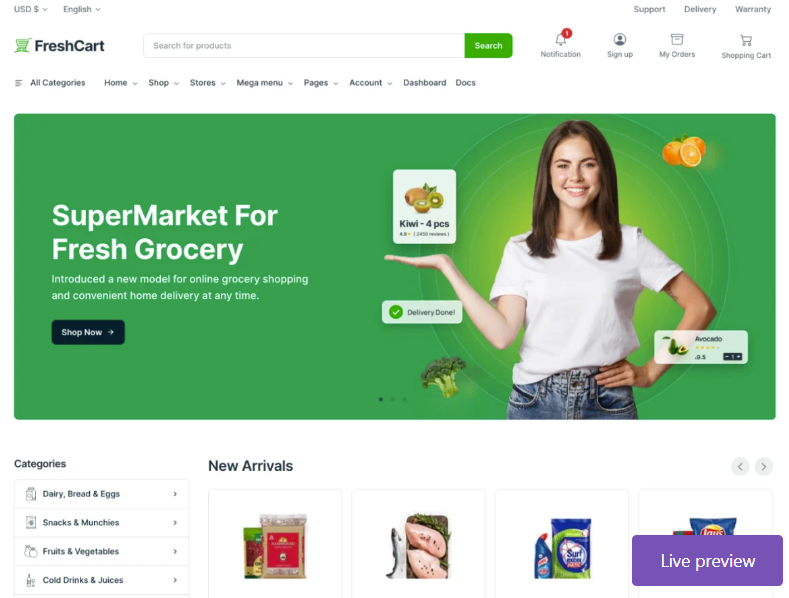 USD $
English
Support
Delivery
Warranty
FreshCart
Search for products
Search
1
Notification
Sign up
My Orders
Shopping Cart
All Categories
Home
Shop
Stores
Mega menu
Pages
Account
Dashboard
Docs
SuperMarket For
Fresh Grocery
Introduced a new model for online grocery shopping
and convenient home delivery at any time.
Shop Now →
Kiwi - 4 pcs
4.9 ★ ( 2450 reviews )
Delivery Done!
Avocado
- 1 +
Categories
New Arrivals
Dairy, Bread & Eggs
Snacks & Munchies
Fruits & Vegetables
Cold Drinks & Juices
Surf
excel
Lay's
Live preview